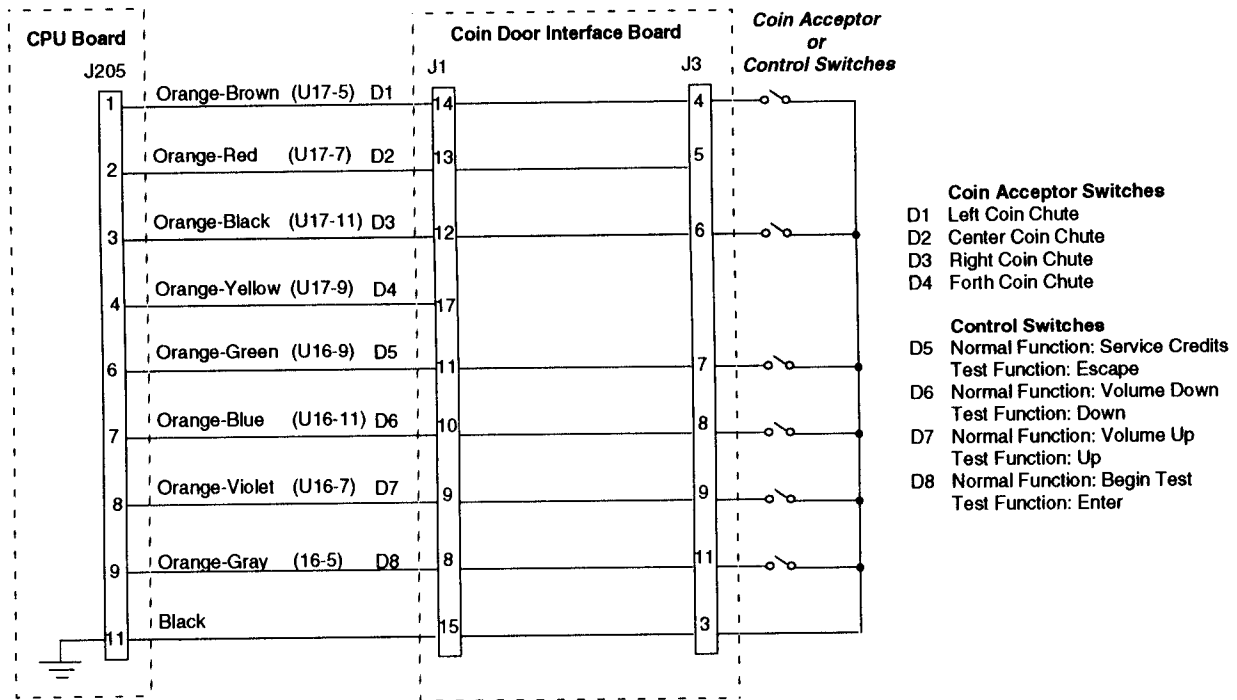 CPU Board
J205
Coin Door Interface Board
J1
J3
Coin Acceptor
or
Control Switches
1 Orange-Brown (U17-5) D1 14 4
2 Orange-Red (U17-7) D2 13 5
3 Orange-Black (U17-11) D3 12 6
4 Orange-Yellow (U17-9) D4 17
6 Orange-Green (U16-9) D5 11 7
7 Orange-Blue (U16-11) D6 10 8
8 Orange-Violet (U16-7) D7 9 9
9 Orange-Gray (16-5) D8 8 11
11 Black 15 3
Coin Acceptor Switches
D1 Left Coin Chute
D2 Center Coin Chute
D3 Right Coin Chute
D4 Forth Coin Chute
Control Switches
D5 Normal Function: Service Credits
Test Function: Escape
D6 Normal Function: Volume Down
Test Function: Down
D7 Normal Function: Volume Up
Test Function: Up
D8 Normal Function: Begin Test
Test Function: Enter